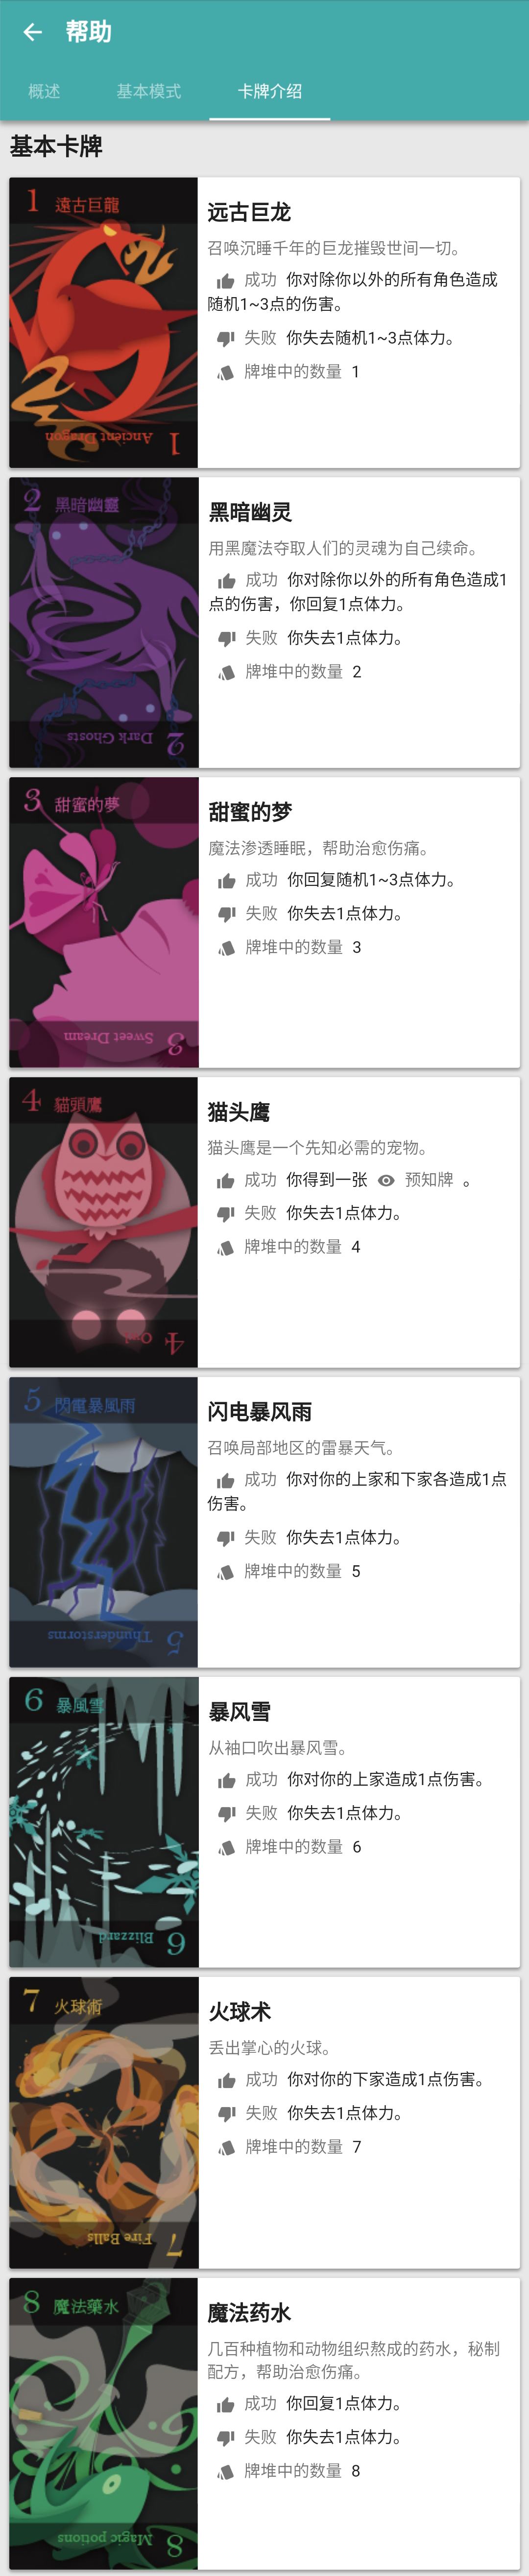 帮助
概述 基本模式 卡牌介绍
基本卡牌
1 遠古巨龍
远古巨龙
召唤沉睡千年的巨龙摧毁世间一切。
成功 你对除你以外的所有角色造成
随机1~3点的伤害。
失败 你失去随机1~3点体力。
牌堆中的数量 1
1 Ancient Dragon
2 黑暗幽靈
黑暗幽灵
用黑魔法夺取人们的灵魂为自己续命。
成功 你对除你以外的所有角色造成1
点的伤害，你回复1点体力。
失败 你失去1点体力。
牌堆中的数量 2
2 Dark Ghosts
3 甜蜜的夢
甜蜜的梦
魔法渗透睡眠，帮助治愈伤痛。
成功 你回复随机1~3点体力。
失败 你失去1点体力。
牌堆中的数量 3
3 Sweet Dream
4 貓頭鷹
猫头鹰
猫头鹰是一个先知必需的宠物。
成功 你得到一张 预知牌 。
失败 你失去1点体力。
牌堆中的数量 4
4 Owl
5 閃電暴風雨
闪电暴风雨
召唤局部地区的雷暴天气。
成功 你对你的上家和下家各造成1点
伤害。
失败 你失去1点体力。
牌堆中的数量 5
5 Thunderstorms
6 暴風雪
暴风雪
从袖口吹出暴风雪。
成功 你对你的上家造成1点伤害。
失败 你失去1点体力。
牌堆中的数量 6
6 Blizzard
7 火球術
火球术
丢出掌心的火球。
成功 你对你的下家造成1点伤害。
失败 你失去1点体力。
牌堆中的数量 7
7 Fire Balls
8 魔法藥水
魔法药水
几百种植物和动物组织熬成的药水，秘制
配方，帮助治愈伤痛。
成功 你回复1点体力。
失败 你失去1点体力。
牌堆中的数量 8
8 Magic potions